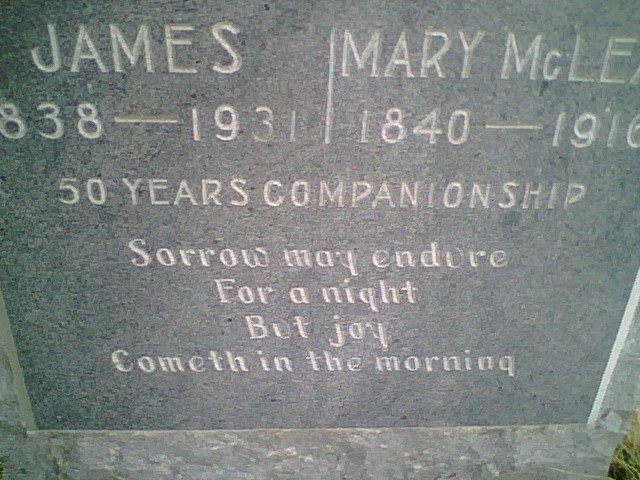 JAMES MARY McLEA
838 — 1931 1840 — 1916
50 YEARS COMPANIONSHIP
Sorrow may endure
For a night
But joy
Cometh in the morning